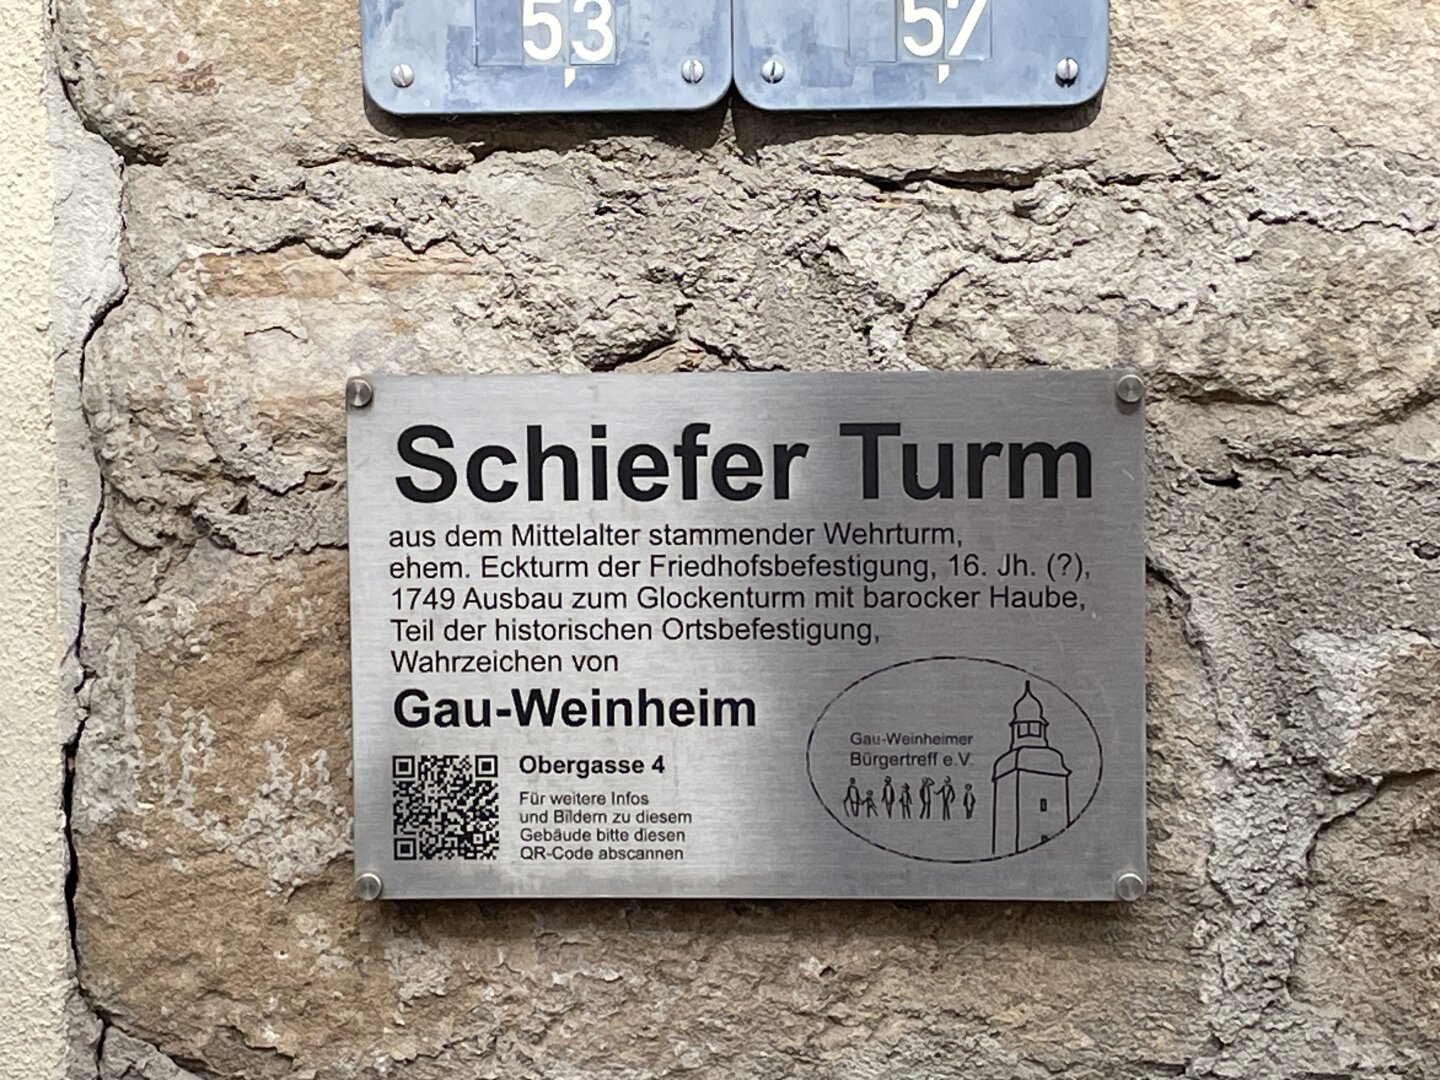 53
57
Schiefer Turm
aus dem Mittelalter stammender Wehrturm,
ehem. Eckturm der Friedhofsbefestigung, 16. Jh. (?),
1749 Ausbau zum Glockenturm mit barocker Haube,
Teil der historischen Ortsbefestigung,
Wahrzeichen von
Gau-Weinheim
Obergasse 4
Für weitere Infos
und Bildern zu diesem
Gebäude bitte diesen
QR-Code abscannen
Gau-Weinheimer
Bürgertreff e.V.